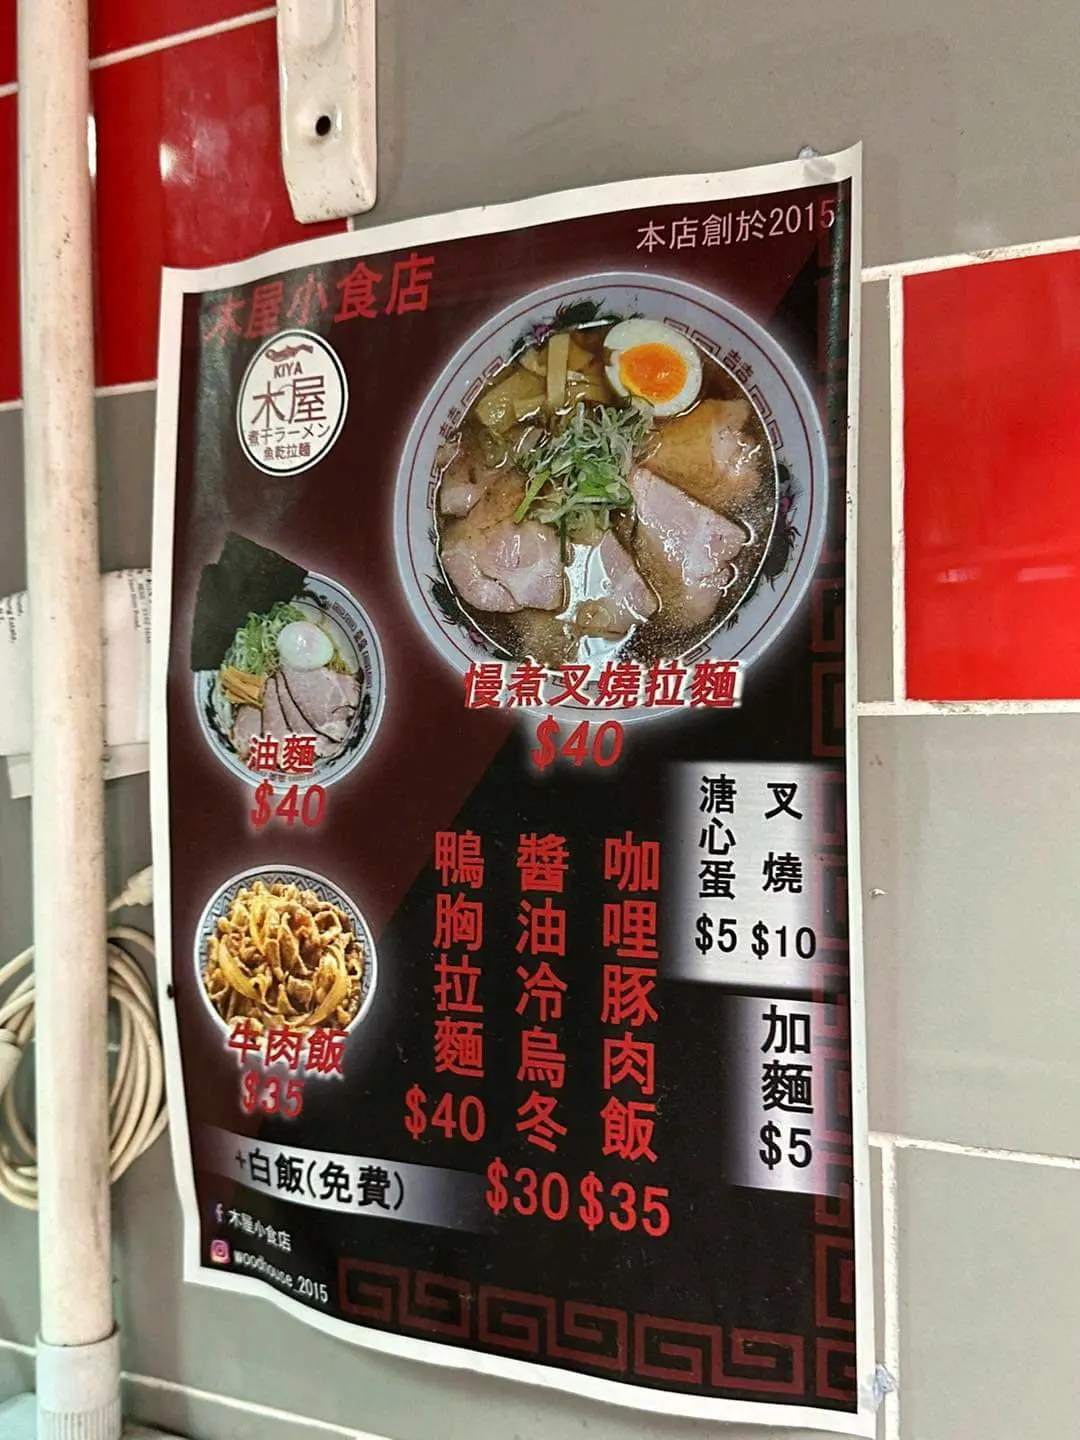 本店創於2015
木屋小食店
KIYA
木屋
煮干ラーメン
魚乾拉麵
慢煮叉燒拉麵
$40
油麵
$40
牛肉飯
$35
鴨胸拉麵
$40
醬油冷烏冬
$30
咖哩豚肉飯
$35
溏心蛋
$5
叉燒
$10
加麵
$5
+白飯(免費)
木屋小食店
woodhouse_2015